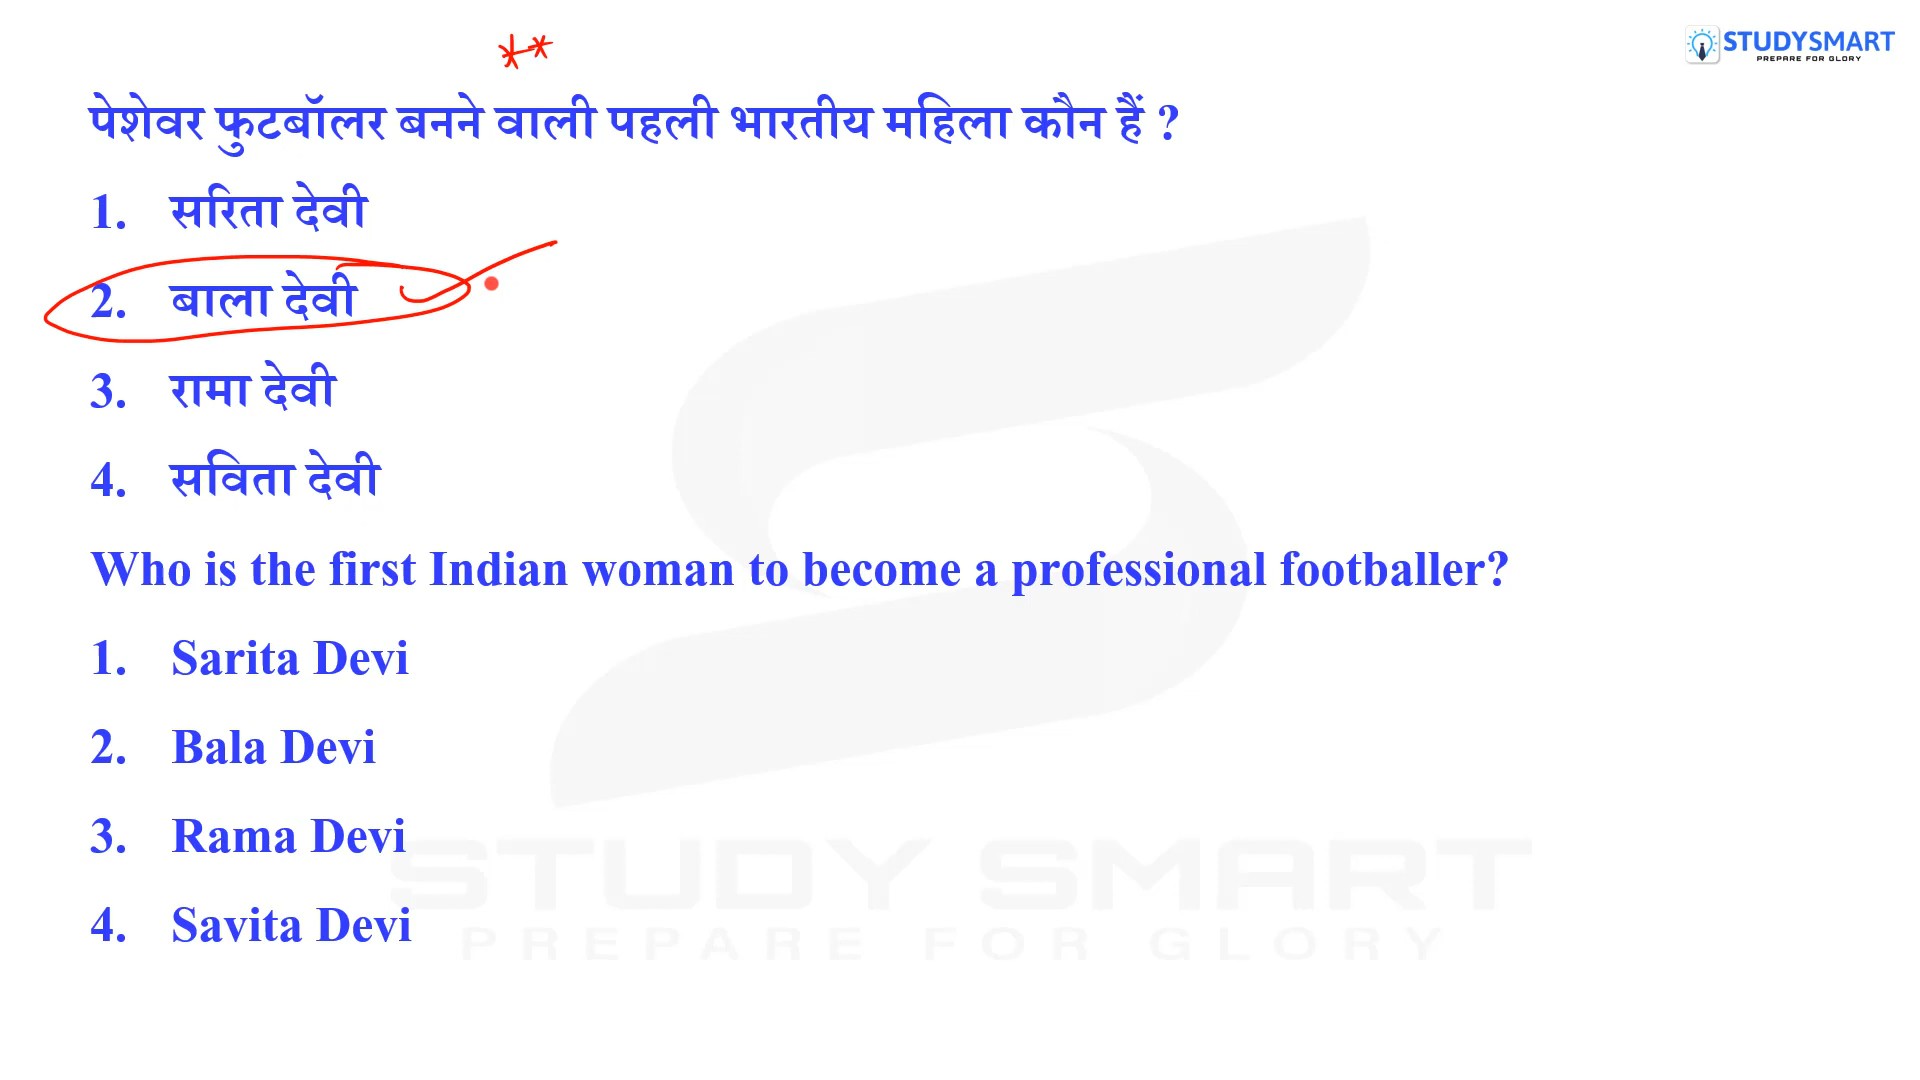 STUDYSMART
PREPARE FOR GLORY
**
पेशेवर फुटबॉलर बनने वाली पहली भारतीय महिला कौन हैं ?
1. सरिता देवी
2. बाला देवी
3. रामा देवी
4. सविता देवी
Who is the first Indian woman to become a professional footballer?
1. Sarita Devi
2. Bala Devi
3. Rama Devi
4. Savita Devi
STUDY SMART
PREPARE FOR GLORY